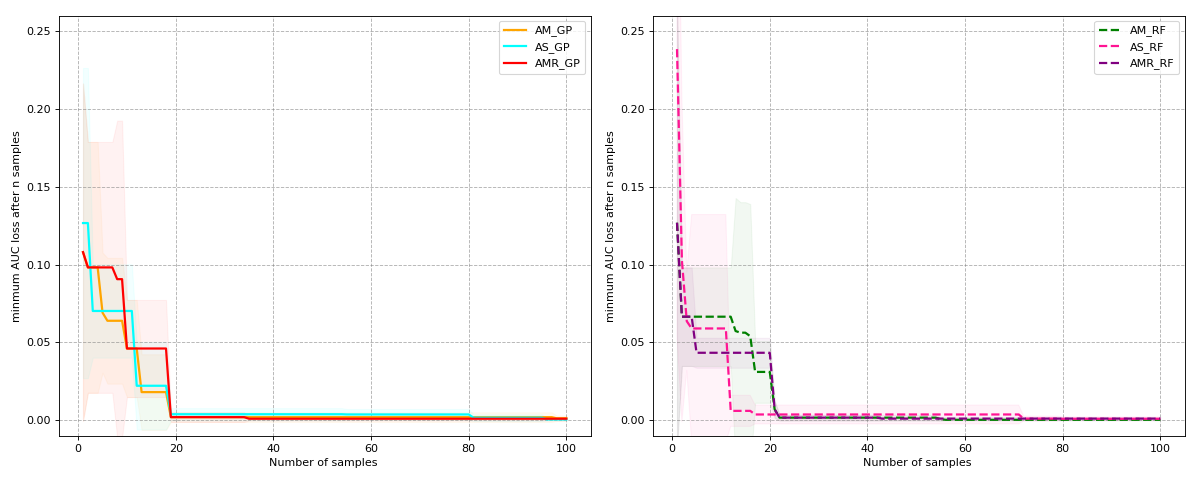 minmum AUC loss after n samples
0.25
0.20
0.15
0.10
0.05
0.00
0
20
40
60
80
100
Number of samples
AM_GP
AS_GP
AMR_GP
minmum AUC loss after n samples
0.25
0.20
0.15
0.10
0.05
0.00
0
20
40
60
80
100
Number of samples
AM_RF
AS_RF
AMR_RF